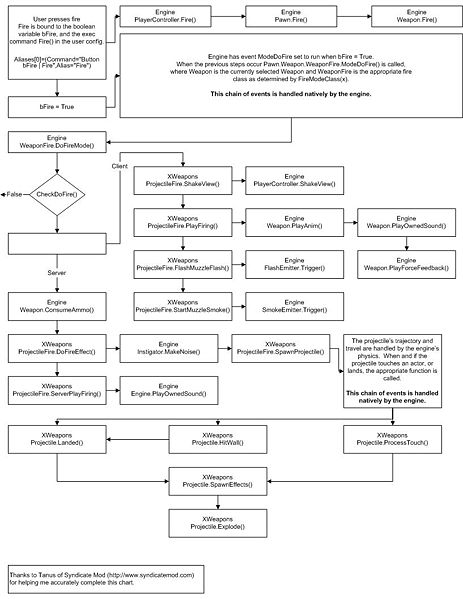 User presses fire
Fire is bound to the boolean
variable bFire, and the exec
command Fire() in the user config.
Aliases[0]=(Command="Button
bFire | Fire",Alias="Fire")
Engine
PlayerController.Fire()
Engine
Pawn.Fire()
Engine
Weapon.Fire()
Engine has event ModeDoFire set to run when bFire = True.
When the previous steps occur Pawn.Weapon.WeaponFire.ModeDoFire() is called,
where Weapon is the currently selected Weapon and WeaponFire is the appropriate fire
class as determined by FireModeClass(x).
This chain of events is handled natively by the engine.
bFire = True
Engine
WeaponFire.DoFireMode()
Client
False
CheckDoFire()
XWeapons
ProjectileFire.ShakeView()
Engine
PlayerController.ShakeView()
XWeapons
ProjectileFire.PlayFiring()
Engine
Weapon.PlayAnim()
Engine
Weapon.PlayOwnedSound()
XWeapons
ProjectileFire.FlashMuzzleFlash()
Engine
FlashEmitter.Trigger()
Engine
Weapon.PlayForceFeedback()
Server
XWeapons
ProjectileFire.StartMuzzleSmoke()
Engine
SmokeEmitter.Trigger()
Engine
Weapon.ConsumeAmmo()
XWeapons
ProjectileFire.DoFireEffect()
Engine
Instigator.MakeNoise()
XWeapons
ProjectileFire.SpawnProjectile()
The projectile's trajectory and
travel are handled by the engine's
physics. When and if the
projectile touches an actor, or
lands, the appropriate function is
called.
This chain of events is handled
natively by the engine.
XWeapons
ProjectileFire.ServerPlayFiring()
Engine
Engine.PlayOwnedSound()
XWeapons
Projectile.Landed()
XWeapons
Projectile.HitWall()
XWeapons
Projectile.ProcessTouch()
XWeapons
Projectile.SpawnEffects()
XWeapons
Projectile.Explode()
Thanks to Tanus of Syndicate Mod (http://www.syndicatemod.com)
for helping me accurately complete this chart.